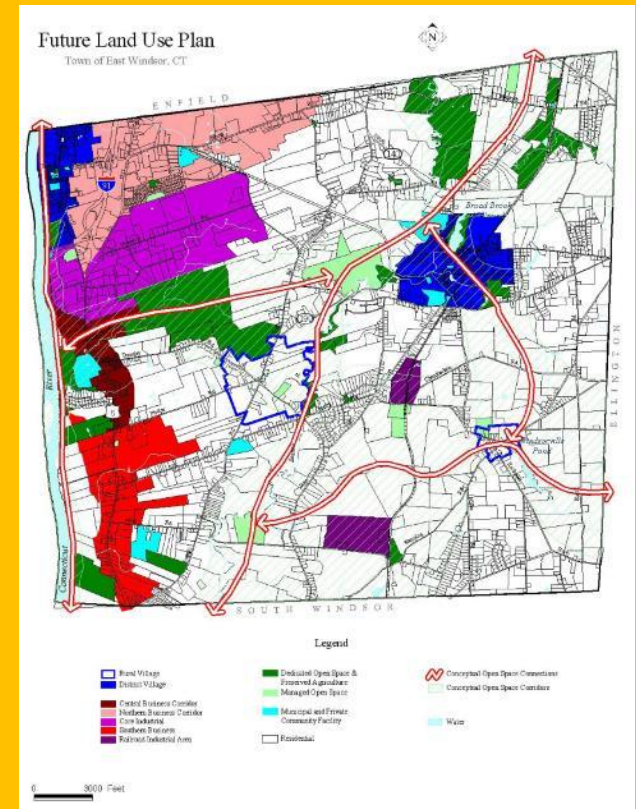 Future Land Use Plan
Town of East Windsor, CT
N
ENFIELD
91
Broad Brook
ELLINGTON
River
Pond
Connecticut
SOUTH WINDSOR
Legend
Rural Village
District Village
Central Business Corridor
Northern Business Corridor
Core Industrial
Southern Business
Railroad Industrial Area
Dedicated Open Space &
Preserved Agriculture
Managed Open Space
Municipal and Private
Community Facility
Residential
Conceptual Open Space Connections
Conceptual Open Space Corridors
Water
0 3000 Feet